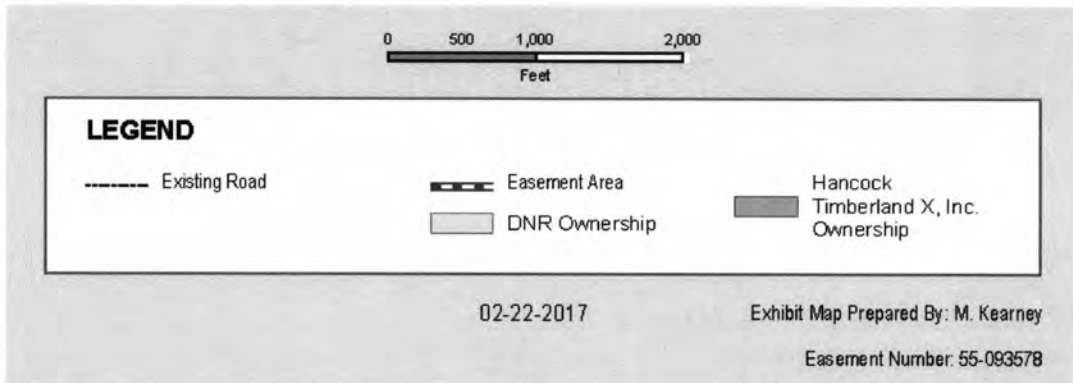 0 500 1,000 2,000
Feet
LEGEND
Existing Road
Easement Area
DNR Ownership
Hancock
Timberland X, Inc.
Ownership
02-22-2017
Exhibit Map Prepared By: M. Kearney
Easement Number: 55-093578